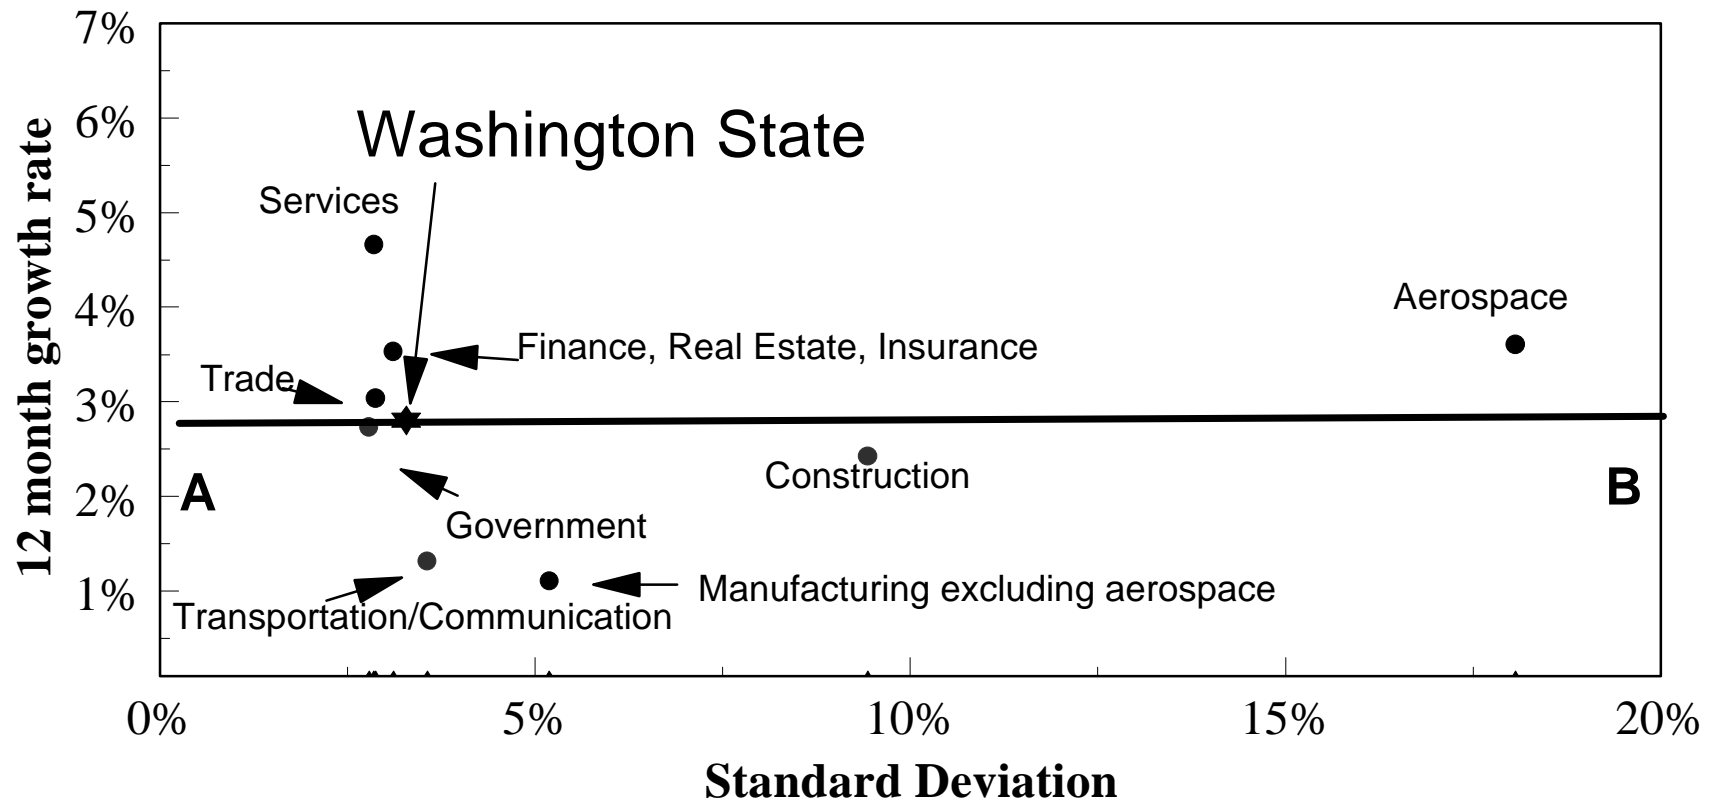 7%
6%
5%
4%
3%
2%
1%
12 month growth rate
Washington State
Services
Aerospace
Finance, Real Estate, Insurance
Trade
Construction
A
B
Government
Manufacturing excluding aerospace
Transportation/Communication
0%
5%
10%
15%
20%
Standard Deviation